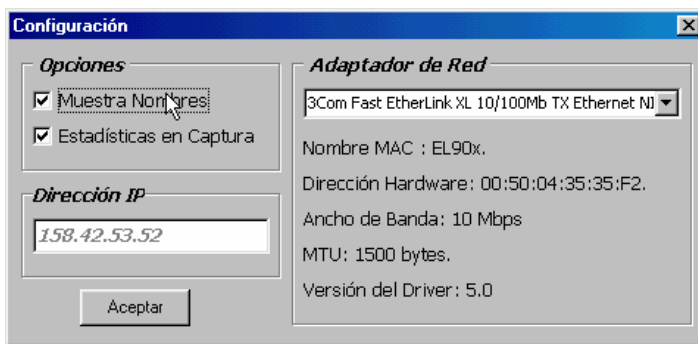 Configuración
Opciones
Muestra Nombres
Estadísticas en Captura
Dirección IP
158.42.53.52
Aceptar
Adaptador de Red
3Com Fast EtherLink XL 10/100Mb TX Ethernet NI
Nombre MAC : EL90x.
Dirección Hardware: 00:50:04:35:35:F2.
Ancho de Banda: 10 Mbps
MTU: 1500 bytes.
Versión del Driver: 5.0